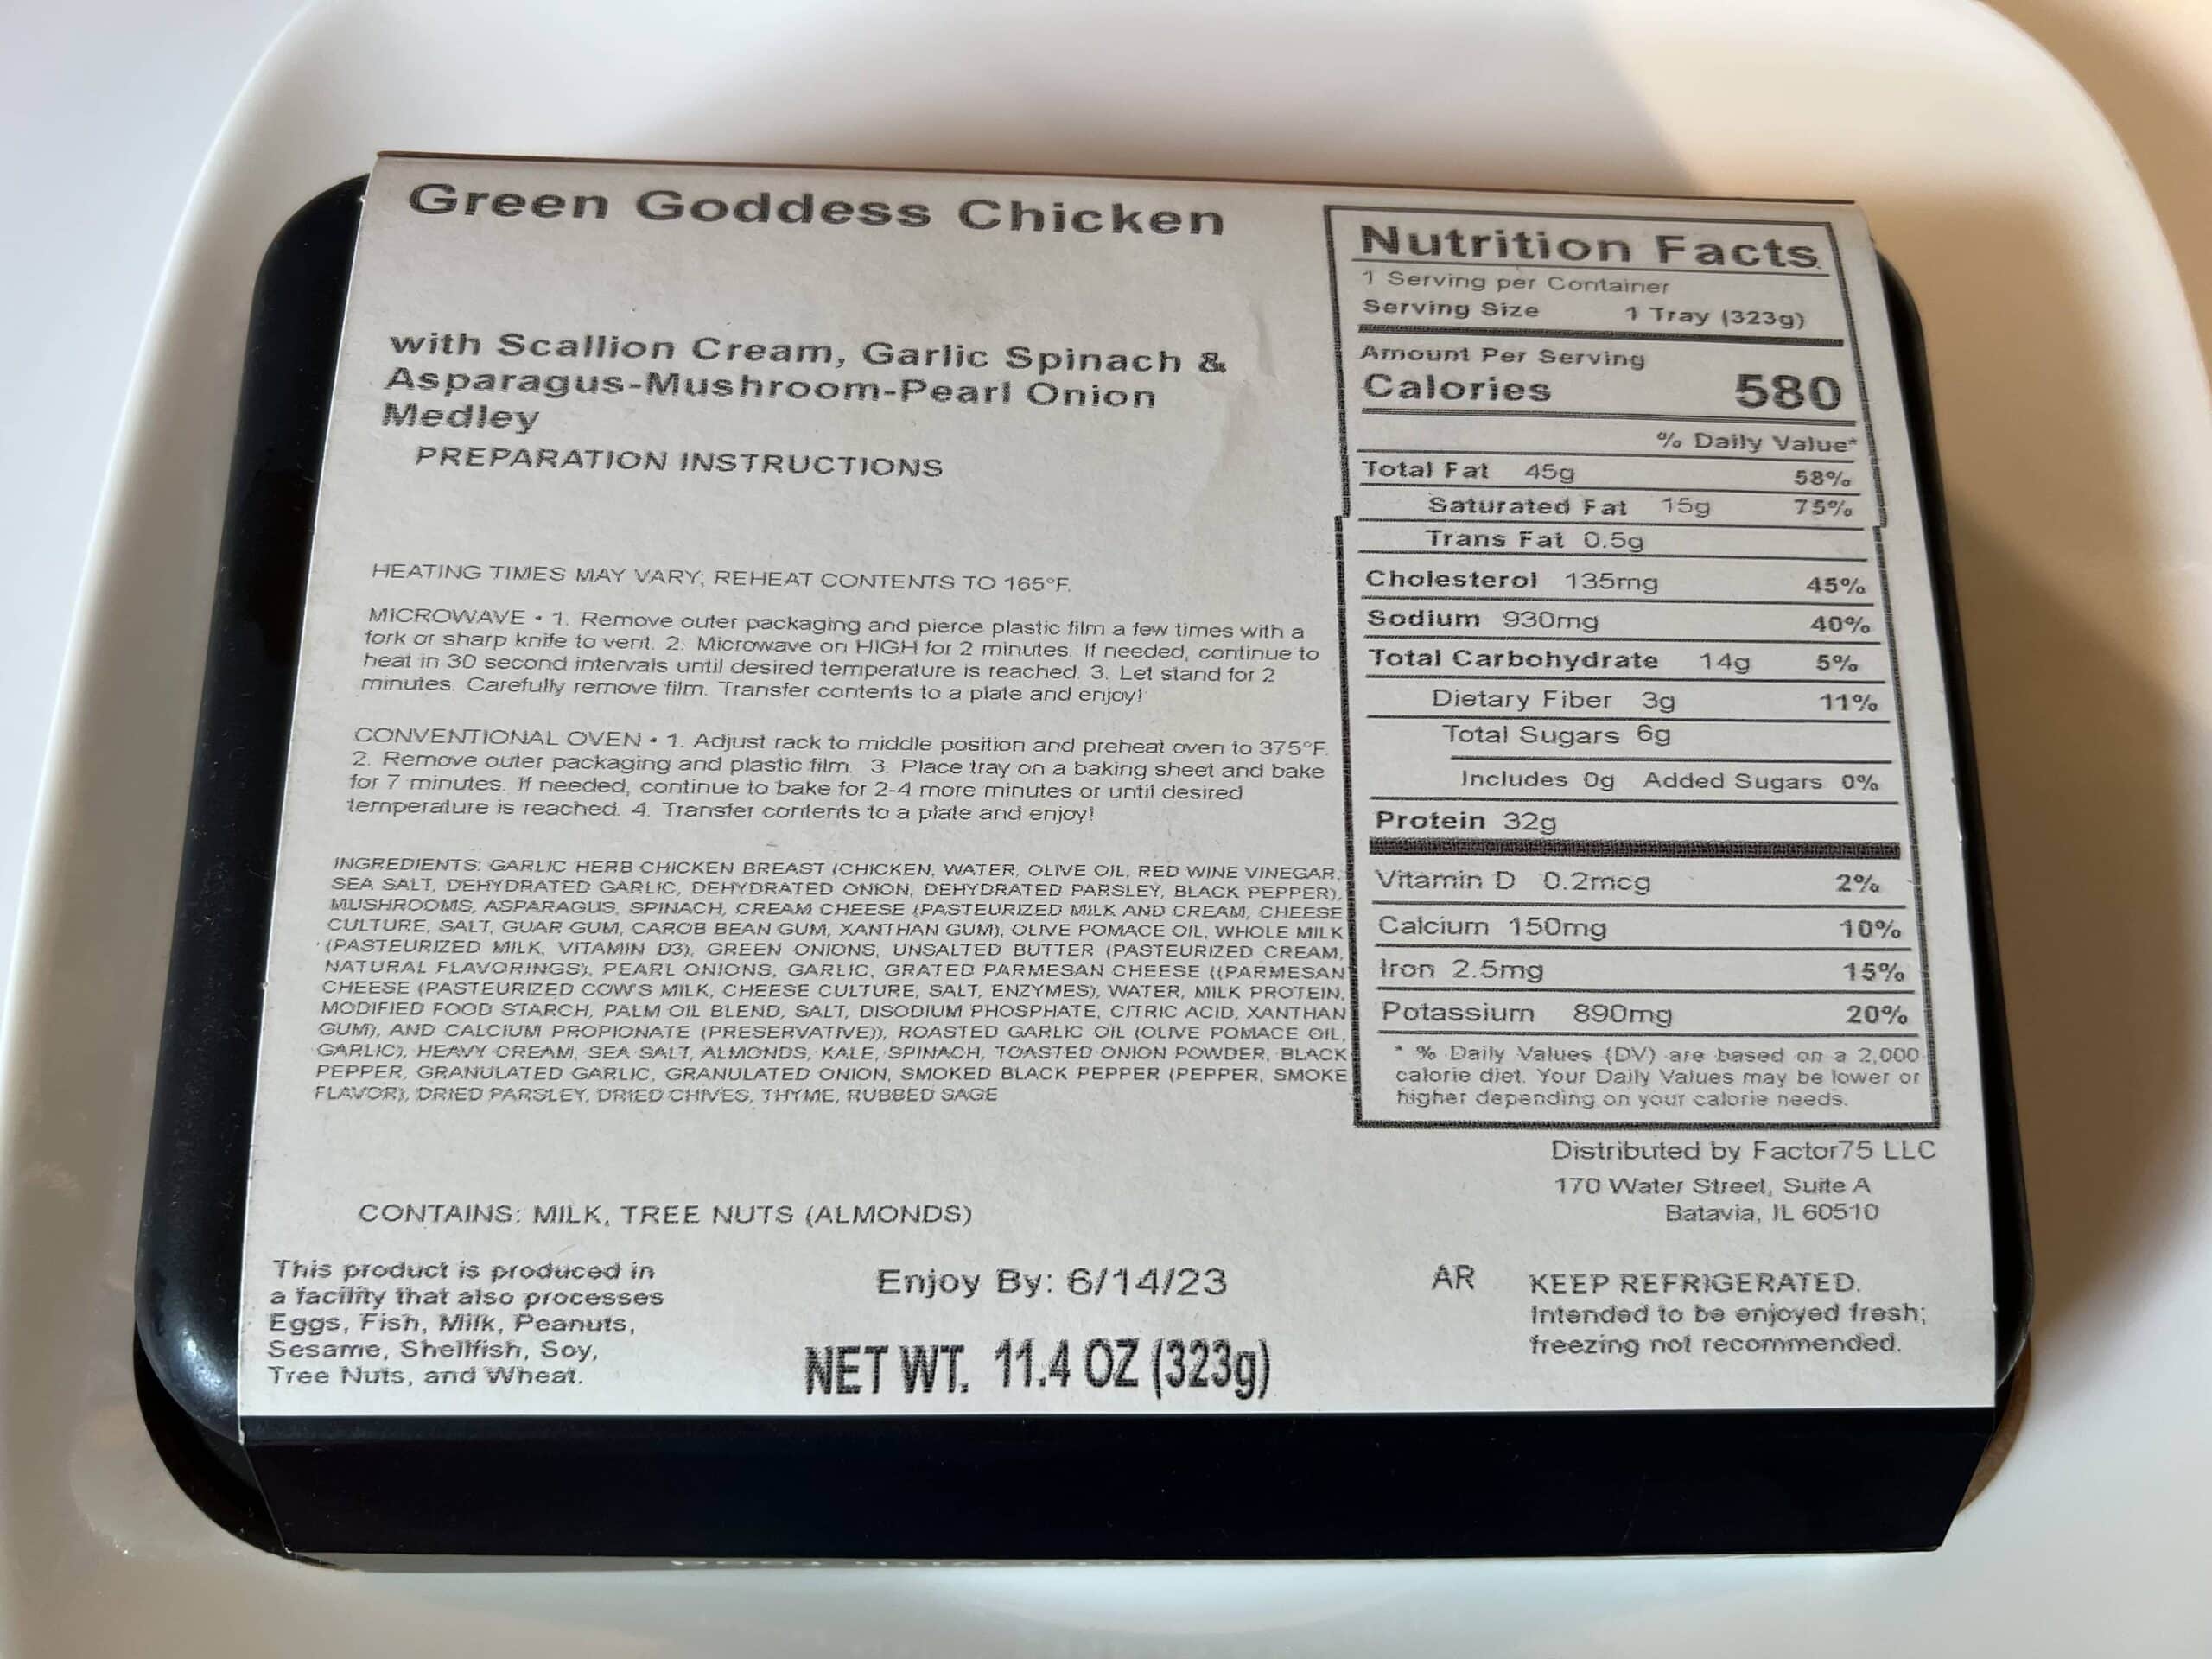 Green Goddess Chicken
with Scallion Cream, Garlic Spinach &
Asparagus-Mushroom-Pearl Onion
Medley
PREPARATION INSTRUCTIONS
HEATING TIMES MAY VARY; REHEAT CONTENTS TO 165°F.
MICROWAVE • 1. Remove outer packaging and pierce plastic film a few times with a
fork or sharp knife to vent. 2. Microwave on HIGH for 2 minutes. If needed, continue to
heat in 30 second intervals until desired temperature is reached. 3. Let stand for 2
minutes. Carefully remove film. Transfer contents to a plate and enjoy!
CONVENTIONAL OVEN • 1. Adjust rack to middle position and preheat oven to 375°F.
2. Remove outer packaging and plastic film. 3. Place tray on a baking sheet and bake
for 7 minutes. If needed, continue to bake for 2-4 more minutes or until desired
temperature is reached. 4. Transfer contents to a plate and enjoy!
INGREDIENTS: GARLIC HERB CHICKEN BREAST (CHICKEN, WATER, OLIVE OIL, RED WINE VINEGAR,
SEA SALT, DEHYDRATED GARLIC, DEHYDRATED ONION, DEHYDRATED PARSLEY, BLACK PEPPER),
MUSHROOMS, ASPARAGUS, SPINACH, CREAM CHEESE (PASTEURIZED MILK AND CREAM, CHEESE
CULTURE, SALT, GUAR GUM, CAROB BEAN GUM, XANTHAN GUM), OLIVE POMACE OIL, WHOLE MILK
(PASTEURIZED MILK, VITAMIN D3), GREEN ONIONS, UNSALTED BUTTER (PASTEURIZED CREAM,
NATURAL FLAVORINGS), PEARL ONIONS, GARLIC, GRATED PARMESAN CHEESE ((PARMESAN
CHEESE (PASTEURIZED COW'S MILK, CHEESE CULTURE, SALT, ENZYMES), WATER, MILK PROTEIN,
MODIFIED FOOD STARCH, PALM OIL BLEND, SALT, DISODIUM PHOSPHATE, CITRIC ACID, XANTHAN
GUM), AND CALCIUM PROPIONATE (PRESERVATIVE)), ROASTED GARLIC OIL (OLIVE POMACE OIL,
GARLIC), HEAVY CREAM, SEA SALT, ALMONDS, KALE, SPINACH, TOASTED ONION POWDER, BLACK
PEPPER, GRANULATED GARLIC, GRANULATED ONION, SMOKED BLACK PEPPER (PEPPER, SMOKE
FLAVOR), DRIED PARSLEY, DRIED CHIVES, THYME, RUBBED SAGE
CONTAINS: MILK, TREE NUTS (ALMONDS)
This product is produced in
a facility that also processes
Eggs, Fish, Milk, Peanuts,
Sesame, Shellfish, Soy,
Tree Nuts, and Wheat.
Enjoy By: 6/14/23
NET WT. 11.4 OZ (323g)
Nutrition Facts
1 Serving per Container
Serving Size 1 Tray (323g)
Amount Per Serving
Calories 580
% Daily Value*
Total Fat 45g 58%
Saturated Fat 15g 75%
Trans Fat 0.5g
Cholesterol 135mg 45%
Sodium 930mg 40%
Total Carbohydrate 14g 5%
Dietary Fiber 3g 11%
Total Sugars 6g
Includes 0g Added Sugars 0%
Protein 32g
Vitamin D 0.2mcg 2%
Calcium 150mg 10%
Iron 2.5mg 15%
Potassium 890mg 20%
* % Daily Values (DV) are based on a 2,000
calorie diet. Your Daily Values may be lower or
higher depending on your calorie needs.
Distributed by Factor75 LLC
170 Water Street, Suite A
Batavia, IL 60510
AR
KEEP REFRIGERATED.
Intended to be enjoyed fresh;
freezing not recommended.